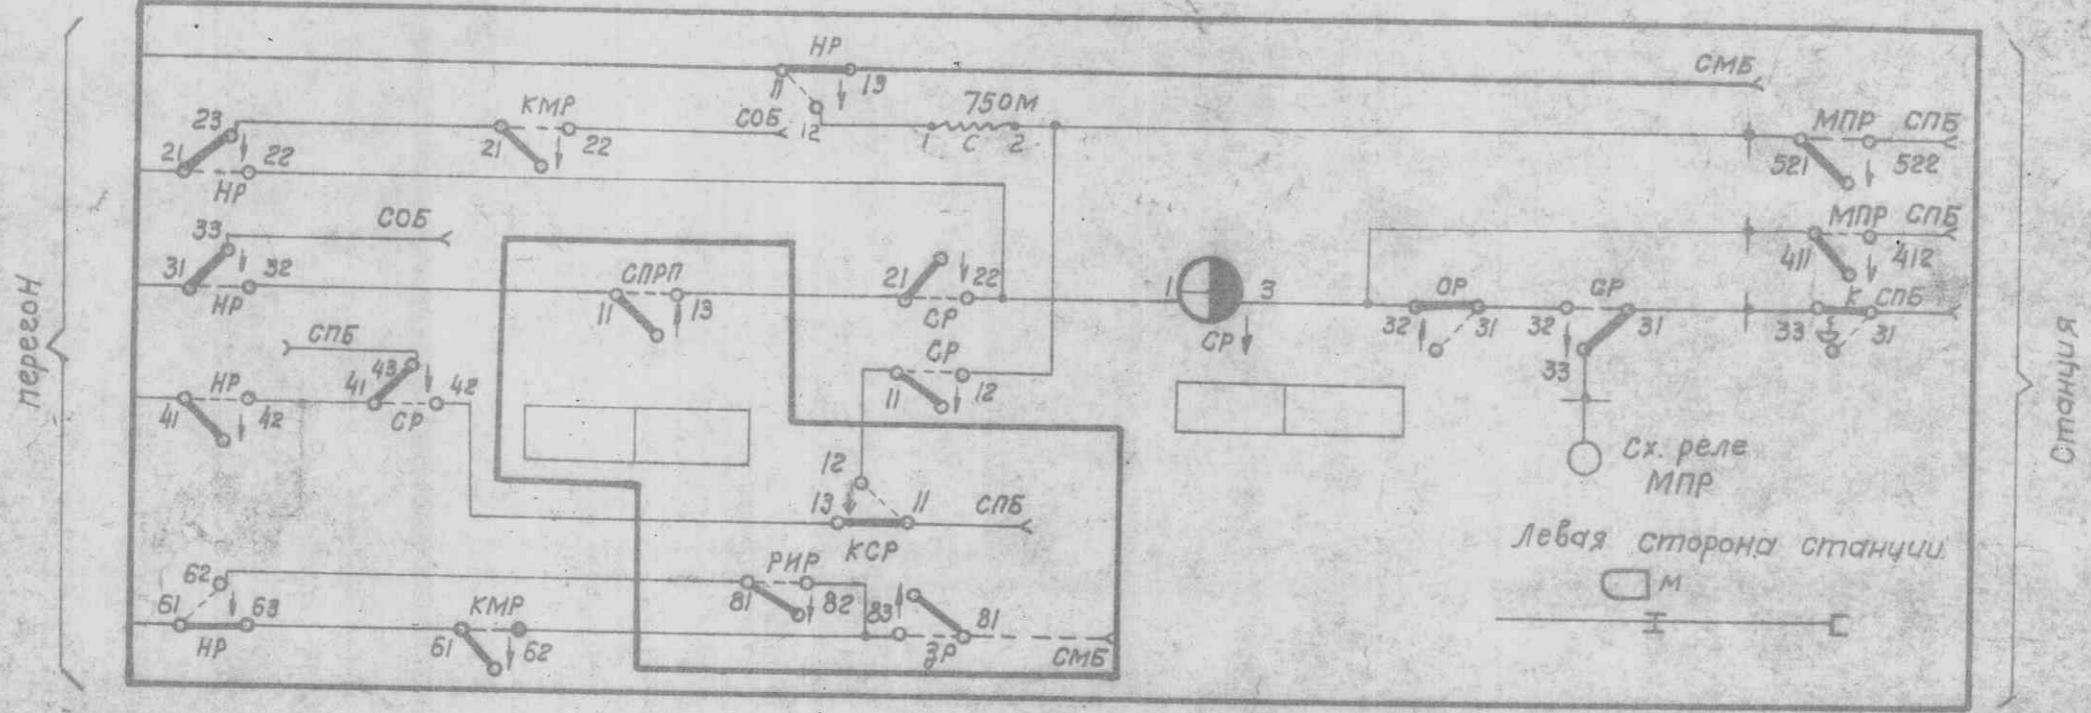 перегон
НР
11 13
12
СМБ
КМР
21 22
СОБ
750М
1 С 2
МПР СПБ
521 522
23
21 22
НР
33 СОБ
31 32
НР
СПРП
11 13
21 22
СР
1 3
СР
МПР СПБ
411 412
ОР
32 31
СР
32 31
33
К СПБ
33 31
СПБ
НР
41 42
43
41 42
СР
СР
11 12
12
13 11
КСР
СПБ
Сх. реле
МПР
62
61 63
НР
КМР
61 62
РИР
81 82
83 81
ЗР
СМБ
Левая сторона станции
М
Станция